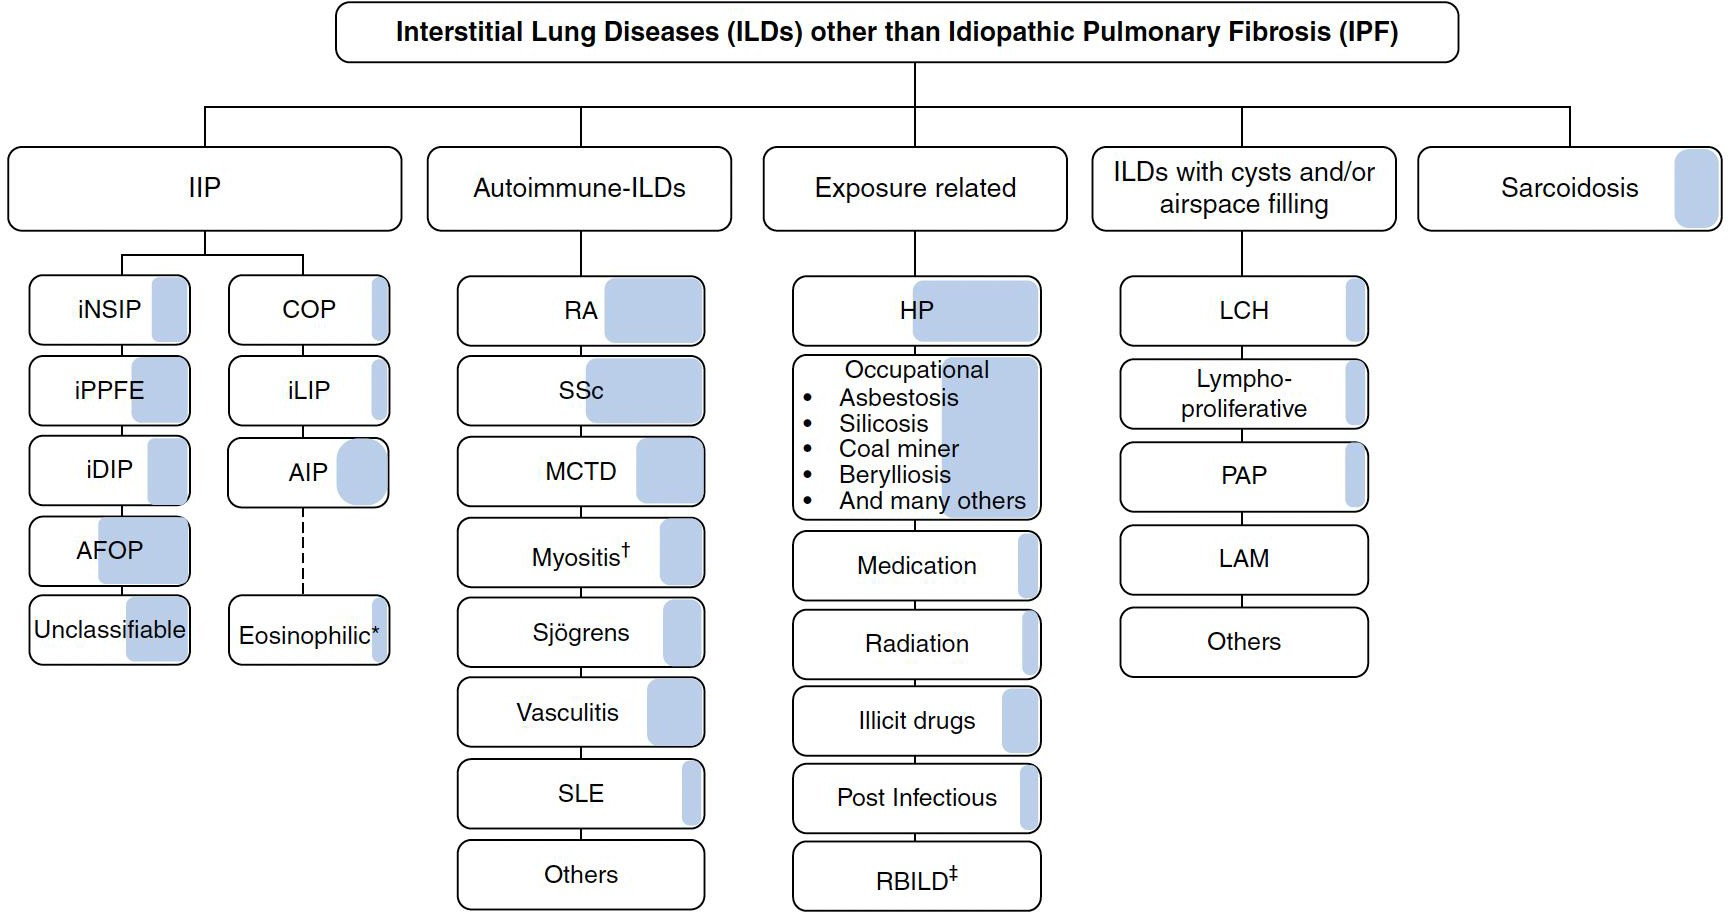 Interstitial Lung Diseases (ILDs) other than Idiopathic Pulmonary Fibrosis (IPF)
IIP
Autoimmune-ILDs
Exposure related
ILDs with cysts and/or
airspace filling
Sarcoidosis
iNSIP
iPPFE
iDIP
AFOP
Unclassifiable
COP
iLIP
AIP
Eosinophilic*
RA
SSc
MCTD
Myositis†
Sjögrens
Vasculitis
SLE
Others
HP
Occupational
• Asbestosis
• Silicosis
• Coal miner
• Berylliosis
• And many others
Medication
Radiation
Illicit drugs
Post Infectious
RBILD‡
LCH
Lympho-
proliferative
PAP
LAM
Others